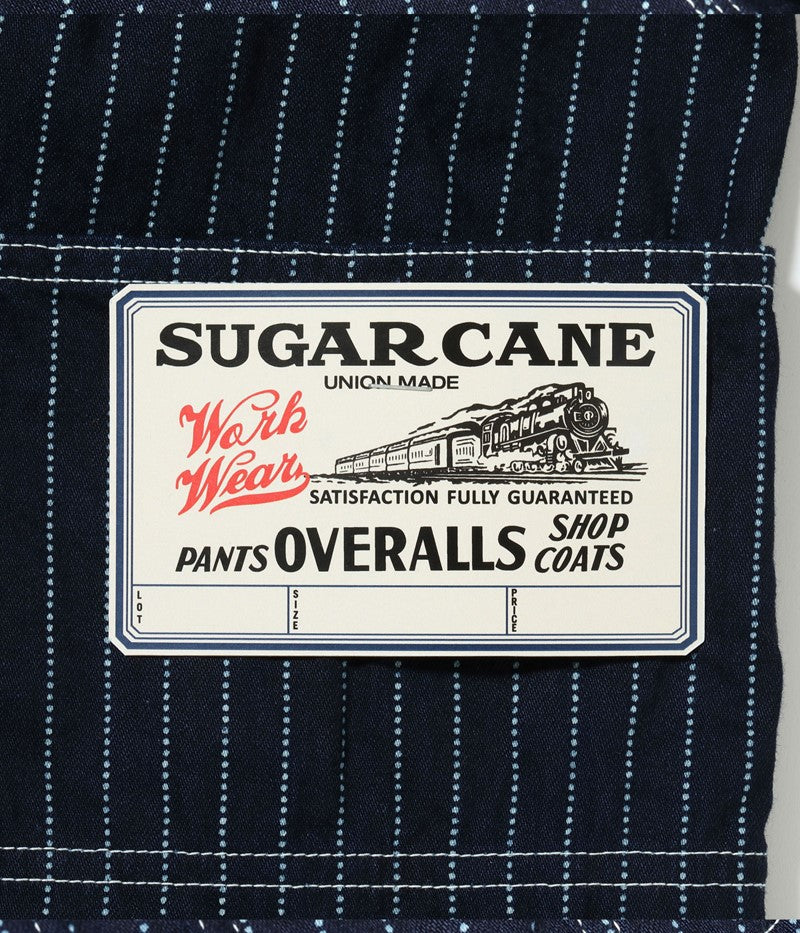 SUGAR CANE
UNION MADE
Work
Wear
SATISFACTION FULLY GUARANTEED
PANTS OVERALLS SHOP COATS
LOT SIZE PRICE